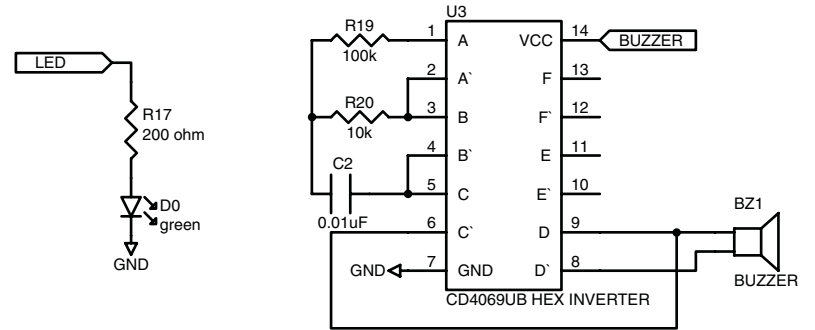 LED
R17
200 ohm
D0
green
GND
U3
R19
100k
R20
10k
C2
0.01uF
1 A VCC 14 BUZZER
2 A` F 13
3 B F` 12
4 B` E 11
5 C E` 10
6 C` D 9
7 GND D` 8
GND
CD4069UB HEX INVERTER
BZ1
BUZZER